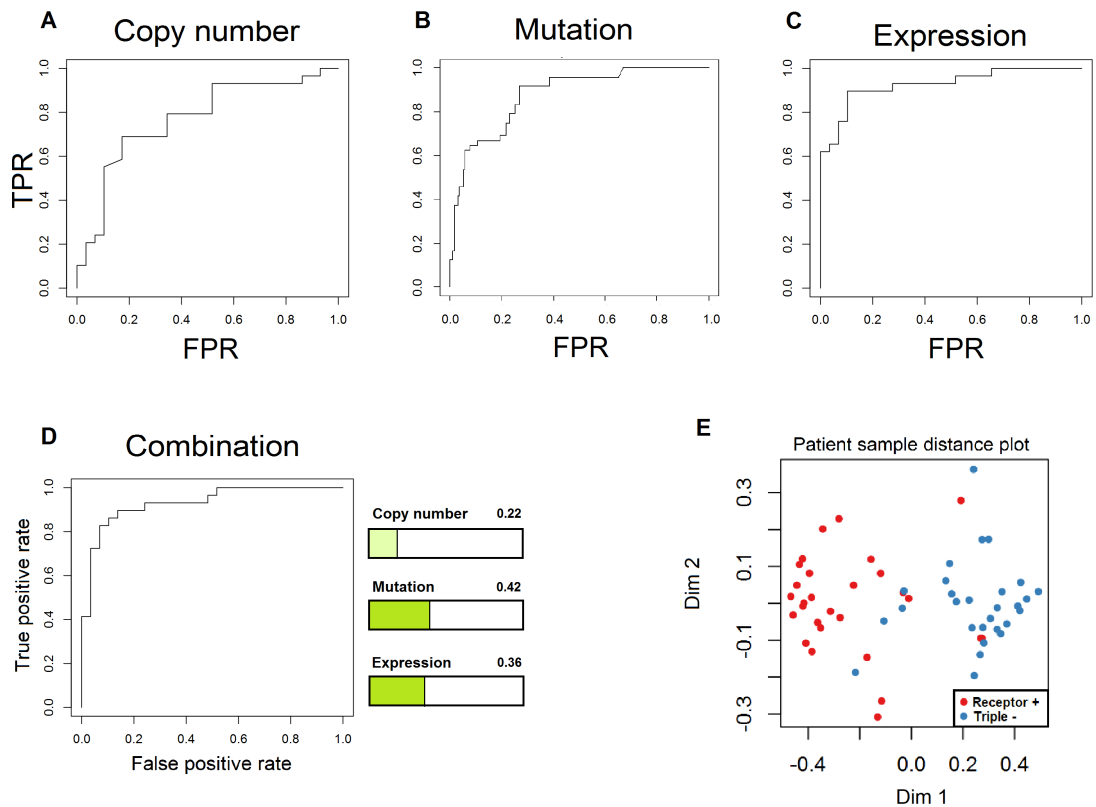 A
Copy number
TPR
1.0
0.8
0.6
0.4
0.2
0.0
0.0 0.2 0.4 0.6 0.8 1.0
FPR
B
Mutation
1.0
0.8
0.6
0.4
0.2
0.0
0.0 0.2 0.4 0.6 0.8 1.0
FPR
C
Expression
1.0
0.8
0.6
0.4
0.2
0.0
0.0 0.2 0.4 0.6 0.8 1.0
FPR
D
Combination
True positive rate
1.0
0.8
0.6
0.4
0.2
0.0
0.0 0.2 0.4 0.6 0.8 1.0
False positive rate
Copy number 0.22
Mutation 0.42
Expression 0.36
E
Patient sample distance plot
Dim 2
0.3
0.1
-0.1
-0.3
Receptor +
Triple -
-0.4 0.0 0.2 0.4
Dim 1